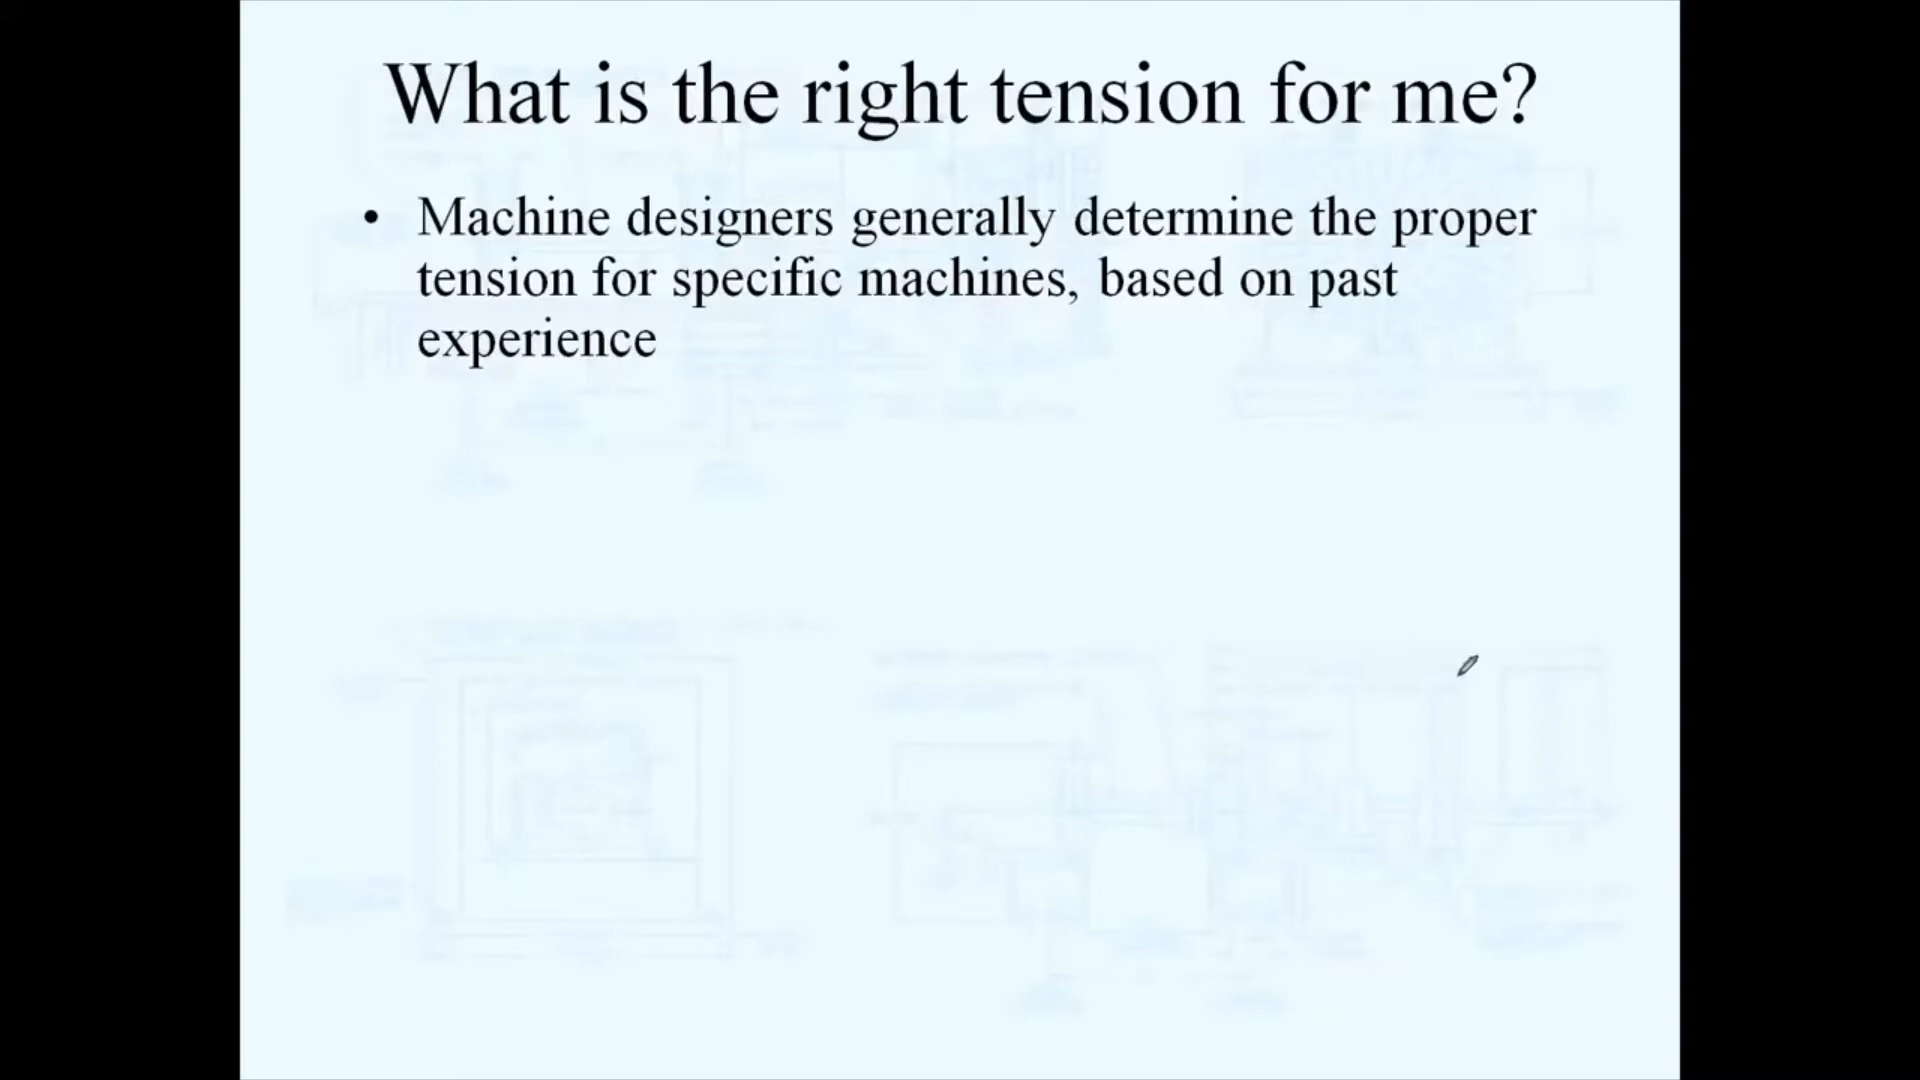 What is the right tension for me?
• Machine designers generally determine the proper
tension for specific machines, based on past
experience